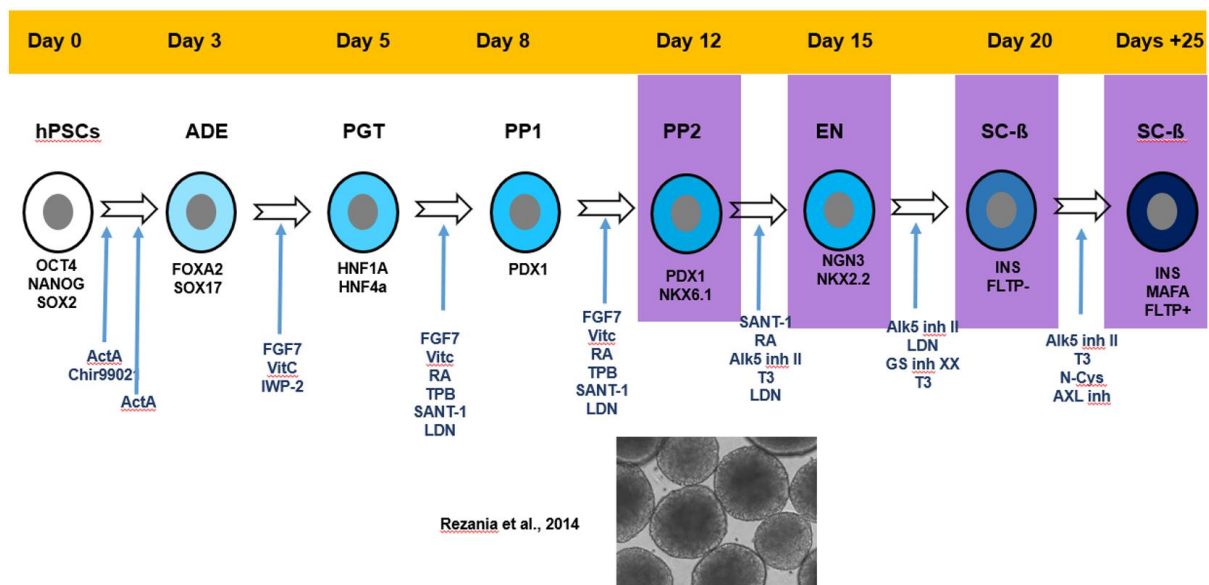 Day 0
Day 3
Day 5
Day 8
Day 12
Day 15
Day 20
Days +25
hPSCs
ADE
PGT
PP1
PP2
EN
SC-ß
SC-ß
OCT4
NANOG
SOX2
FOXA2
SOX17
HNF1A
HNF4a
PDX1
PDX1
NKX6.1
NGN3
NKX2.2
INS
FLTP-
INS
MAFA
FLTP+
ActA
Chir99021
ActA
FGF7
VitC
IWP-2
FGF7
Vitc
RA
TPB
SANT-1
LDN
FGF7
Vitc
RA
TPB
SANT-1
LDN
SANT-1
RA
Alk5 inh II
T3
LDN
Alk5 inh II
LDN
GS inh XX
T3
Alk5 inh II
T3
N-Cys
AXL inh
Rezania et al., 2014